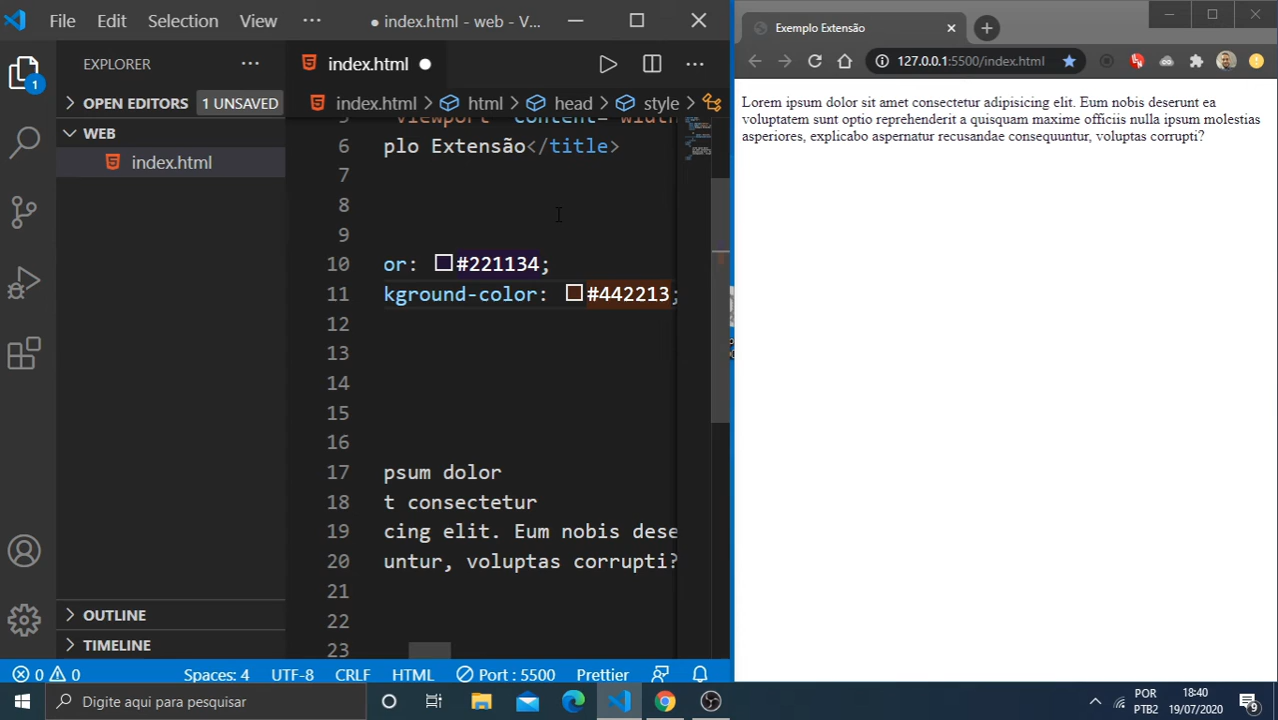 File Edit Selection View ··· ● index.html - web - V...
EXPLORER ···
1
OPEN EDITORS 1 UNSAVED
WEB
index.html
index.html ●
index.html > html > head > style >
5 "viewport" content="width
6 plo Extensão</title>
7
8
9
10 or: #221134;
11 kground-color: #442213;
12
13
14
15
16
17 psum dolor
18 t consectetur
19 cing elit. Eum nobis dese
20 untur, voluptas corrupti?
21
22
23
OUTLINE
TIMELINE
0 0 Spaces: 4 UTF-8 CRLF HTML Port : 5500 Prettier
Exemplo Extensão
127.0.0.1:5500/index.html
Lorem ipsum dolor sit amet consectetur adipisicing elit. Eum nobis deserunt ea
voluptatem sunt optio reprehenderit a quisquam maxime officiis nulla ipsum molestias
asperiores, explicabo aspernatur recusandae consequuntur, voluptas corrupti?
Digite aqui para pesquisar
POR
PTB2
18:40
19/07/2020
9